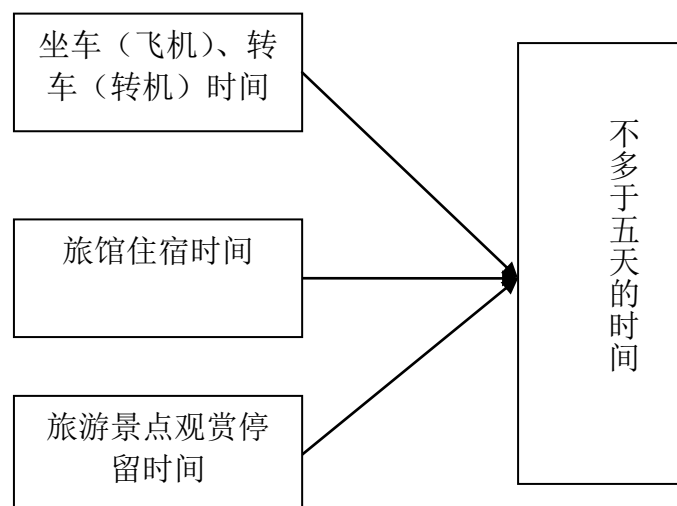 坐车（飞机）、转
车（转机）时间
旅馆住宿时间
旅游景点观赏停
留时间
不多于五天的时间